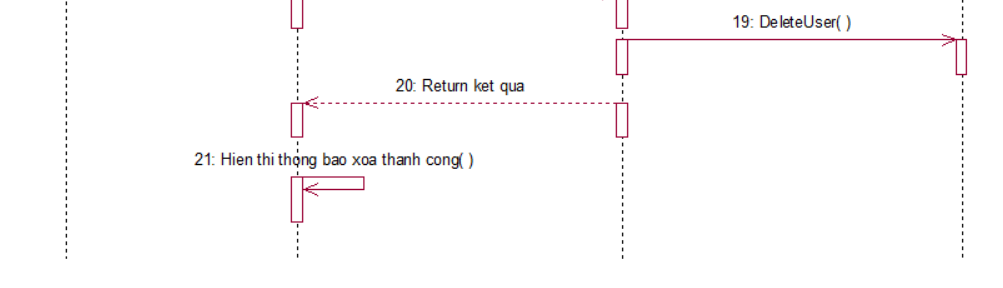 19: DeleteUser( )
20: Return ket qua
21: Hien thi thong bao xoa thanh cong( )